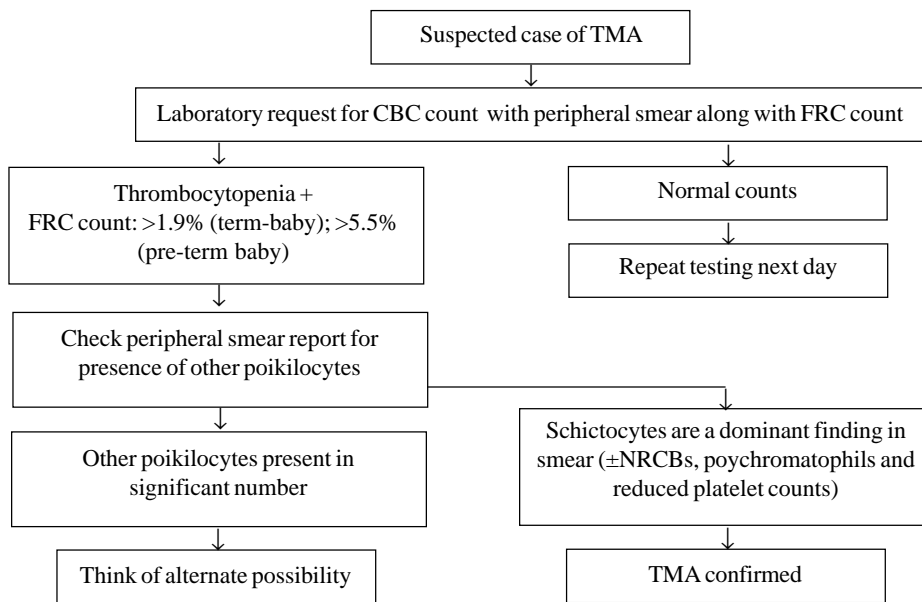 Suspected case of TMA
Laboratory request for CBC count with peripheral smear along with FRC count
Thrombocytopenia +
FRC count: >1.9% (term-baby); >5.5%
(pre-term baby)
Normal counts
Repeat testing next day
Check peripheral smear report for
presence of other poikilocytes
Other poikilocytes present in
significant number
Think of alternate possibility
Schictocytes are a dominant finding in
smear (±NRCBs, poychromatophils and
reduced platelet counts)
TMA confirmed